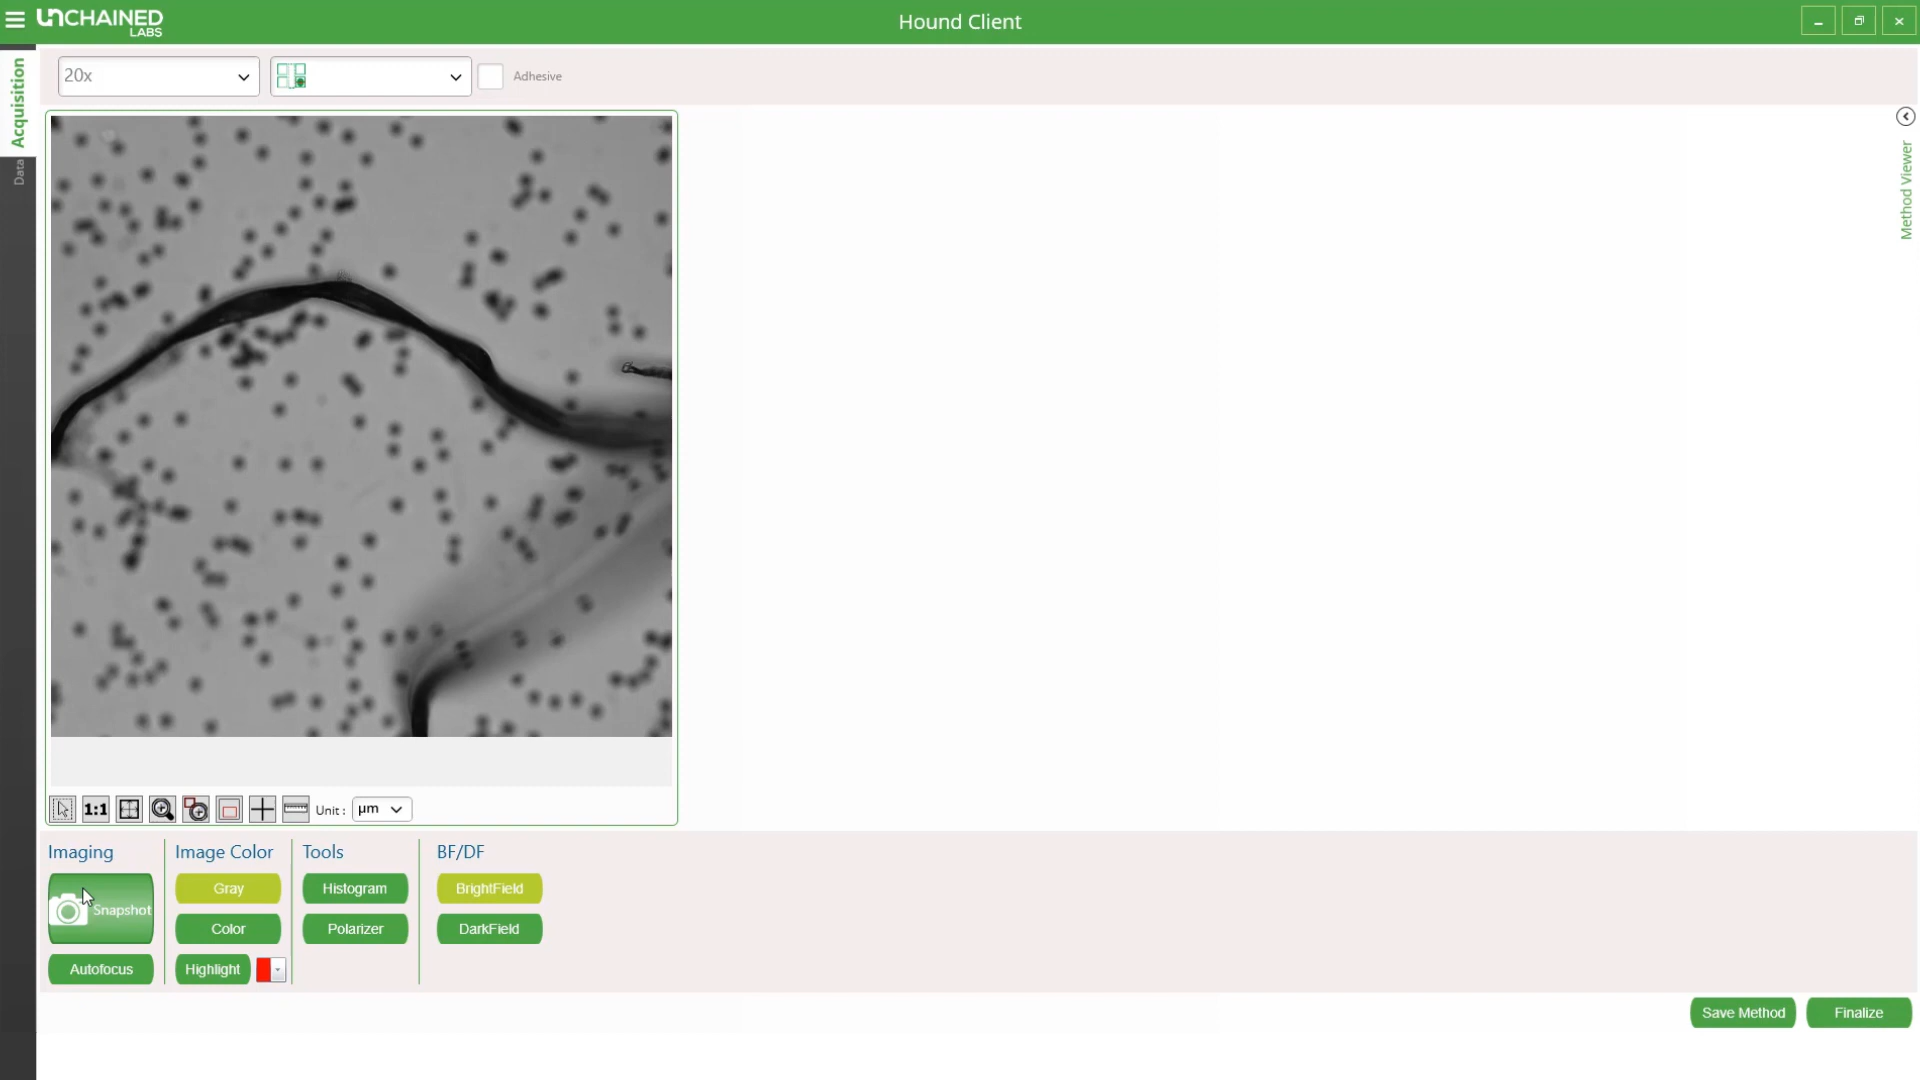 UNCHAINED
LABS
Hound Client
Acquisition
Data
20x
Adhesive
Method Viewer
1:1
Unit :
µm
Imaging
Image Color
Tools
BF/DF
Snapshot
Gray
Histogram
BrightField
Color
Polarizer
DarkField
Autofocus
Highlight
Save Method
Finalize